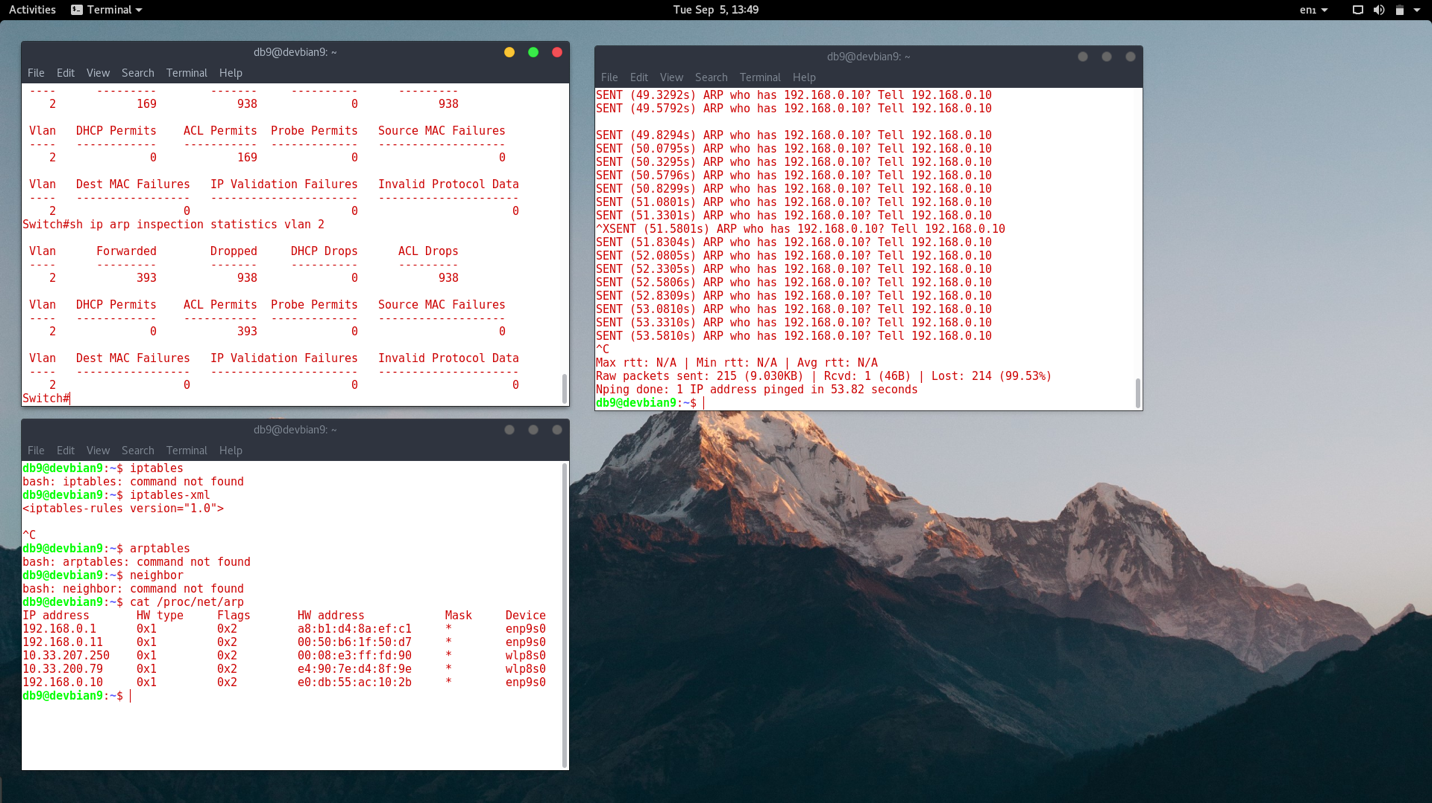 Activities Terminal Tue Sep 5, 13:49 en₁
db9@devbian9: ~
File Edit View Search Terminal Help
---- --------- ------- ---------- ---------
2 169 938 0 938
Vlan DHCP Permits ACL Permits Probe Permits Source MAC Failures
---- ------------ ----------- ------------- -------------------
2 0 169 0 0
Vlan Dest MAC Failures IP Validation Failures Invalid Protocol Data
---- ----------------- ---------------------- ---------------------
2 0 0 0
Switch#sh ip arp inspection statistics vlan 2
Vlan Forwarded Dropped DHCP Drops ACL Drops
---- --------- ------- ---------- ---------
2 393 938 0 938
Vlan DHCP Permits ACL Permits Probe Permits Source MAC Failures
---- ------------ ----------- ------------- -------------------
2 0 393 0 0
Vlan Dest MAC Failures IP Validation Failures Invalid Protocol Data
---- ----------------- ---------------------- ---------------------
2 0 0 0
Switch#
db9@devbian9: ~
File Edit View Search Terminal Help
SENT (49.3292s) ARP who has 192.168.0.10? Tell 192.168.0.10
SENT (49.5792s) ARP who has 192.168.0.10? Tell 192.168.0.10
SENT (49.8294s) ARP who has 192.168.0.10? Tell 192.168.0.10
SENT (50.0795s) ARP who has 192.168.0.10? Tell 192.168.0.10
SENT (50.3295s) ARP who has 192.168.0.10? Tell 192.168.0.10
SENT (50.5796s) ARP who has 192.168.0.10? Tell 192.168.0.10
SENT (50.8299s) ARP who has 192.168.0.10? Tell 192.168.0.10
SENT (51.0801s) ARP who has 192.168.0.10? Tell 192.168.0.10
SENT (51.3301s) ARP who has 192.168.0.10? Tell 192.168.0.10
^XSENT (51.5801s) ARP who has 192.168.0.10? Tell 192.168.0.10
SENT (51.8304s) ARP who has 192.168.0.10? Tell 192.168.0.10
SENT (52.0805s) ARP who has 192.168.0.10? Tell 192.168.0.10
SENT (52.3305s) ARP who has 192.168.0.10? Tell 192.168.0.10
SENT (52.5806s) ARP who has 192.168.0.10? Tell 192.168.0.10
SENT (52.8309s) ARP who has 192.168.0.10? Tell 192.168.0.10
SENT (53.0810s) ARP who has 192.168.0.10? Tell 192.168.0.10
SENT (53.3310s) ARP who has 192.168.0.10? Tell 192.168.0.10
SENT (53.5810s) ARP who has 192.168.0.10? Tell 192.168.0.10
^C
Max rtt: N/A | Min rtt: N/A | Avg rtt: N/A
Raw packets sent: 215 (9.030KB) | Rcvd: 1 (46B) | Lost: 214 (99.53%)
Nping done: 1 IP address pinged in 53.82 seconds
db9@devbian9:~$
db9@devbian9: ~
File Edit View Search Terminal Help
db9@devbian9:~$ iptables
bash: iptables: command not found
db9@devbian9:~$ iptables-xml
<iptables-rules version="1.0">
^C
db9@devbian9:~$ arptables
bash: arptables: command not found
db9@devbian9:~$ neighbor
bash: neighbor: command not found
db9@devbian9:~$ cat /proc/net/arp
IP address HW type Flags HW address Mask Device
192.168.0.1 0x1 0x2 a8:b1:d4:8a:ef:c1 * enp9s0
192.168.0.11 0x1 0x2 00:50:b6:1f:50:d7 * enp9s0
10.33.207.250 0x1 0x2 00:08:e3:ff:fd:90 * wlp8s0
10.33.200.79 0x1 0x2 e4:90:7e:d4:8f:9e * wlp8s0
192.168.0.10 0x1 0x2 e0:db:55:ac:10:2b * enp9s0
db9@devbian9:~$